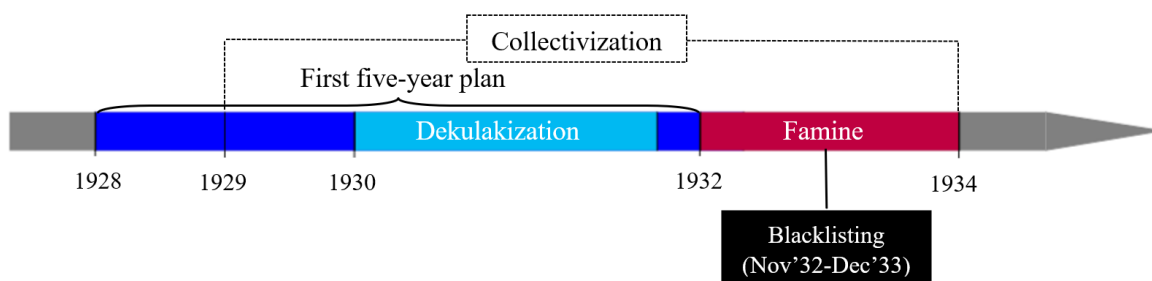 Collectivization
First five-year plan
Dekulakization
Famine
1928
1929
1930
1932
1934
Blacklisting
(Nov’32-Dec’33)